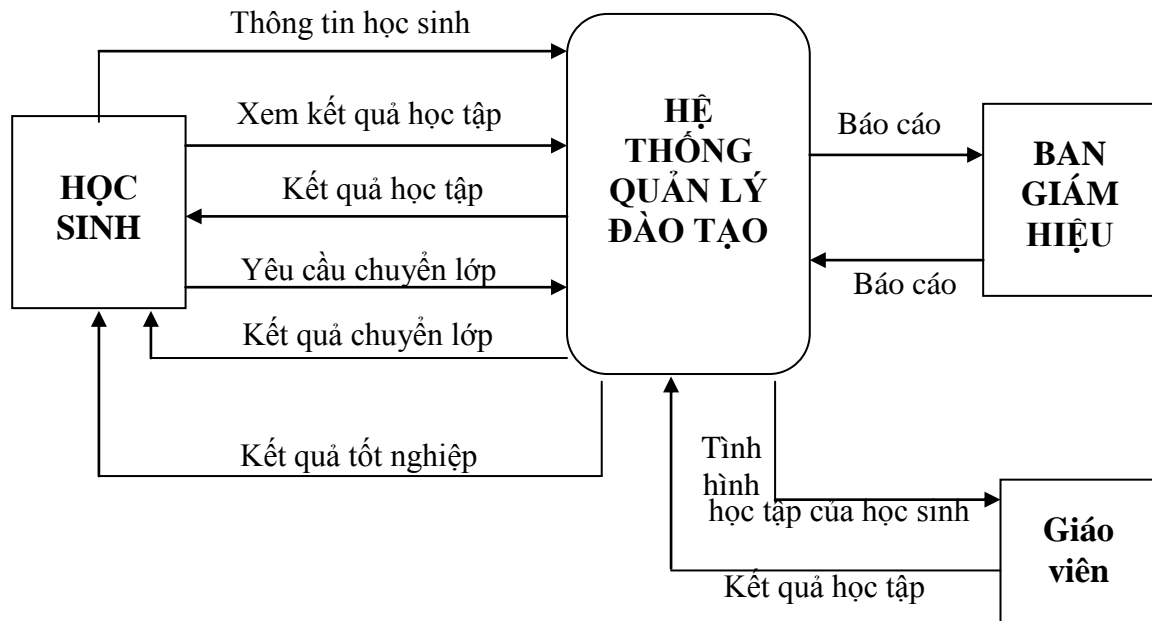 Thông tin học sinh
Xem kết quả học tập
Kết quả học tập
Yêu cầu chuyển lớp
Kết quả chuyển lớp
Kết quả tốt nghiệp
HỌC
SINH
HỆ
THỐNG
QUẢN LÝ
ĐÀO TẠO
Báo cáo
Báo cáo
BAN
GIÁM
HIỆU
Tình
hình
học tập của học sinh
Kết quả học tập
Giáo
viên